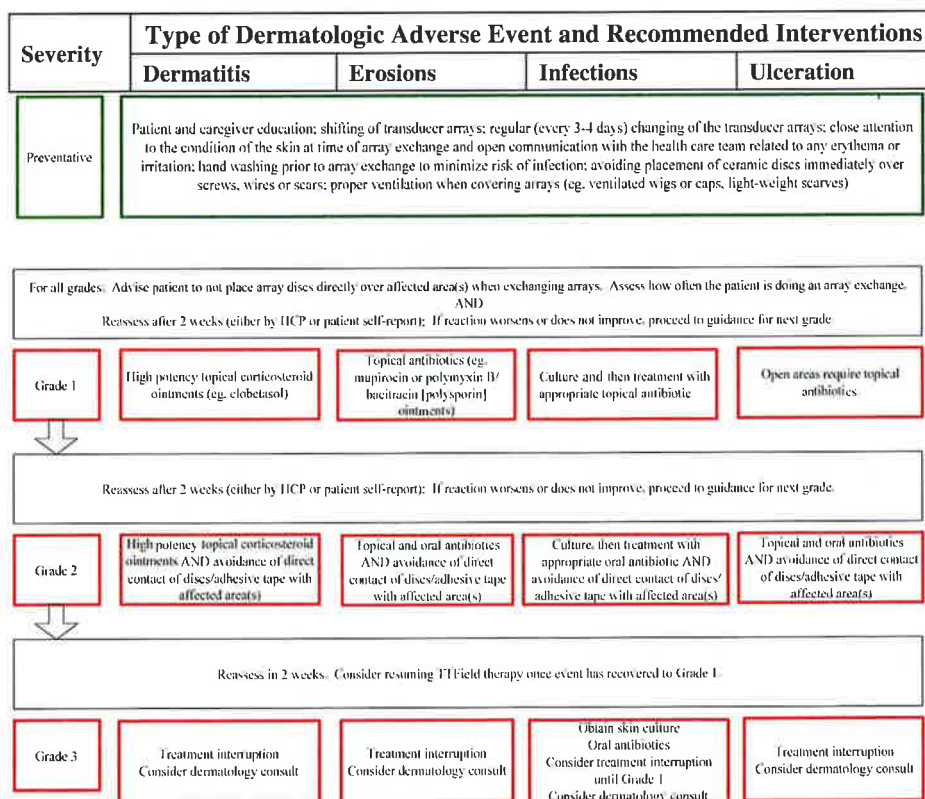 Severity
Type of Dermatologic Adverse Event and Recommended Interventions
Dermatitis
Erosions
Infections
Ulceration
Preventative
Patient and caregiver education; shifting of transducer arrays; regular (every 3-4 days) changing of the transducer arrays; close attention
to the condition of the skin at time of array exchange and open communication with the health care team related to any erythema or
irritation; hand washing prior to array exchange to minimize risk of infection; avoiding placement of ceramic discs immediately over
screws, wires or scars; proper ventilation when covering arrays (eg. ventilated wigs or caps, light-weight scarves)
For all grades: Advise patient to not place array discs directly over affected area(s) when exchanging arrays. Assess how often the patient is doing an array exchange.
AND
Reassess after 2 weeks (either by HCP or patient self-report): If reaction worsens or does not improve, proceed to guidance for next grade.
Grade 1
High potency topical corticosteroid
ointments (eg. clobetasol)
Topical antibiotics (eg.
mupirocin or polymyxin B/
bacitracin [polysporin]
ointments)
Culture and then treatment with
appropriate topical antibiotic
Open areas require topical
antibiotics
Reassess after 2 weeks (either by HCP or patient self-report): If reaction worsens or does not improve, proceed to guidance for next grade.
Grade 2
High potency topical corticosteroid
ointments AND avoidance of direct
contact of discs/adhesive tape with
affected area(s)
Topical and oral antibiotics
AND avoidance of direct
contact of discs/adhesive tape
with affected area(s)
Culture, then treatment with
appropriate oral antibiotic AND
avoidance of direct contact of discs/
adhesive tape with affected area(s)
Topical and oral antibiotics
AND avoidance of direct contact
of discs/adhesive tape with
affected area(s)
Reassess in 2 weeks. Consider resuming TTField therapy once event has recovered to Grade 1.
Grade 3
Treatment interruption
Consider dermatology consult
Treatment interruption
Consider dermatology consult
Obtain skin culture
Oral antibiotics
Consider treatment interruption
until Grade 1
Consider dermatology consult
Treatment interruption
Consider dermatology consult